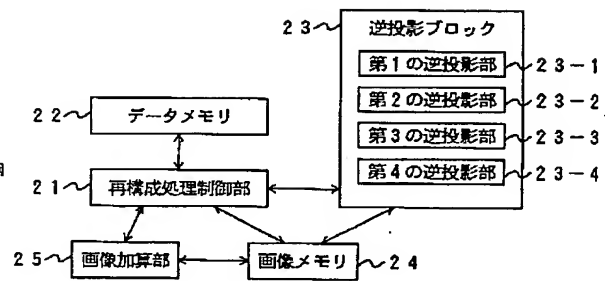 23 逆投影ブロック
第1の逆投影部 23-1
第2の逆投影部 23-2
第3の逆投影部 23-3
第4の逆投影部 23-4
22 データメモリ
21 再構成処理制御部
25 画像加算部
画像メモリ 24